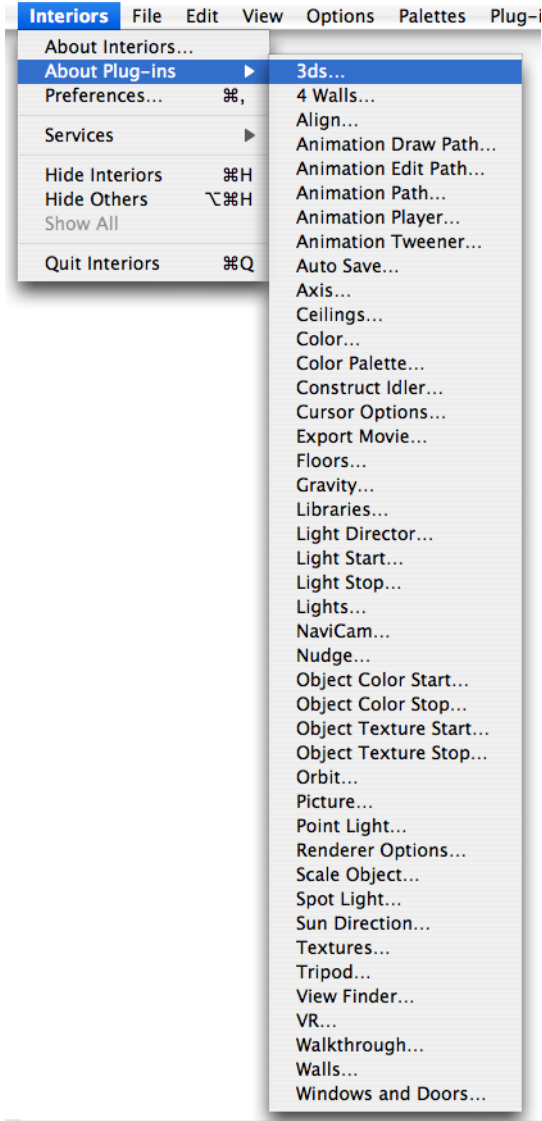 Interiors File Edit View Options Palettes Plug-i
About Interiors...
About Plug-ins ▶
Preferences... ⌘,
Services ▶
Hide Interiors ⌘H
Hide Others ⌥⌘H
Show All
Quit Interiors ⌘Q
3ds...
4 Walls...
Align...
Animation Draw Path...
Animation Edit Path...
Animation Path...
Animation Player...
Animation Tweener...
Auto Save...
Axis...
Ceilings...
Color...
Color Palette...
Construct Idler...
Cursor Options...
Export Movie...
Floors...
Gravity...
Libraries...
Light Director...
Light Start...
Light Stop...
Lights...
NaviCam...
Nudge...
Object Color Start...
Object Color Stop...
Object Texture Start...
Object Texture Stop...
Orbit...
Picture...
Point Light...
Renderer Options...
Scale Object...
Spot Light...
Sun Direction...
Textures...
Tripod...
View Finder...
VR...
Walkthrough...
Walls...
Windows and Doors...